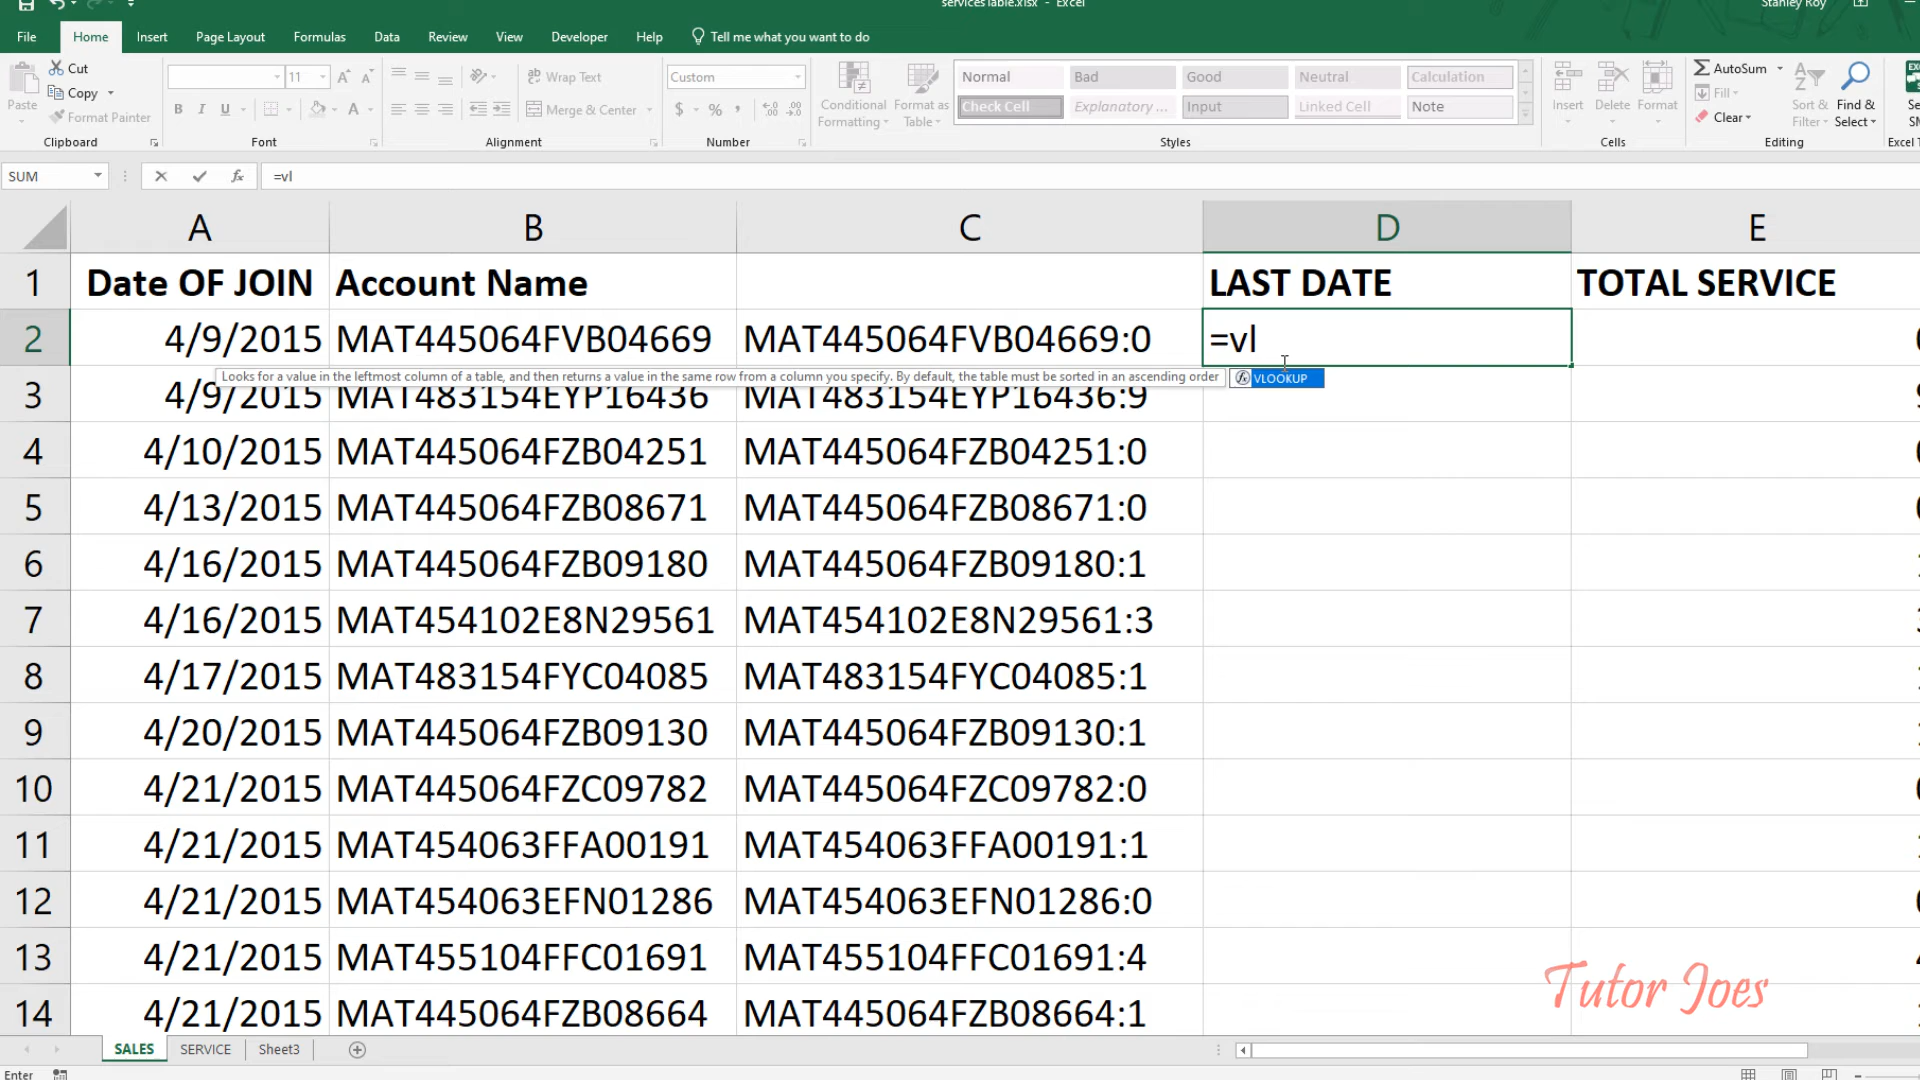 servicesTable.xlsx - Excel
Stanley Roy
File Home Insert Page Layout Formulas Data Review View Developer Help Tell me what you want to do
Paste
Cut
Copy
Format Painter
Clipboard
11
B I U
Font
Wrap Text
Merge & Center
Alignment
Custom
$ % ,
Number
Conditional Formatting
Format as Table
Normal Bad Good Neutral Calculation
Check Cell Explanatory ... Input Linked Cell Note
Styles
Insert Delete Format
Cells
AutoSum
Fill
Clear
Sort & Filter
Find & Select
Editing
Excel
SUM
fx
=vl
A B C D E
1 Date OF JOIN Account Name LAST DATE TOTAL SERVICE
2 4/9/2015 MAT445064FVB04669 MAT445064FVB04669:0 =vl
Looks for a value in the leftmost column of a table, and then returns a value in the same row from a column you specify. By default, the table must be sorted in an ascending order
VLOOKUP
3 4/9/2015 MAT483154EYP16436 MAT483154EYP16436:9
4 4/10/2015 MAT445064FZB04251 MAT445064FZB04251:0
5 4/13/2015 MAT445064FZB08671 MAT445064FZB08671:0
6 4/16/2015 MAT445064FZB09180 MAT445064FZB09180:1
7 4/16/2015 MAT454102E8N29561 MAT454102E8N29561:3
8 4/17/2015 MAT483154FYC04085 MAT483154FYC04085:1
9 4/20/2015 MAT445064FZB09130 MAT445064FZB09130:1
10 4/21/2015 MAT445064FZC09782 MAT445064FZC09782:0
11 4/21/2015 MAT454063FFA00191 MAT454063FFA00191:1
12 4/21/2015 MAT454063EFN01286 MAT454063EFN01286:0
13 4/21/2015 MAT455104FFC01691 MAT455104FFC01691:4
14 4/21/2015 MAT445064FZB08664 MAT445064FZB08664:1
Tutor Joes
SALES SERVICE Sheet3
Enter